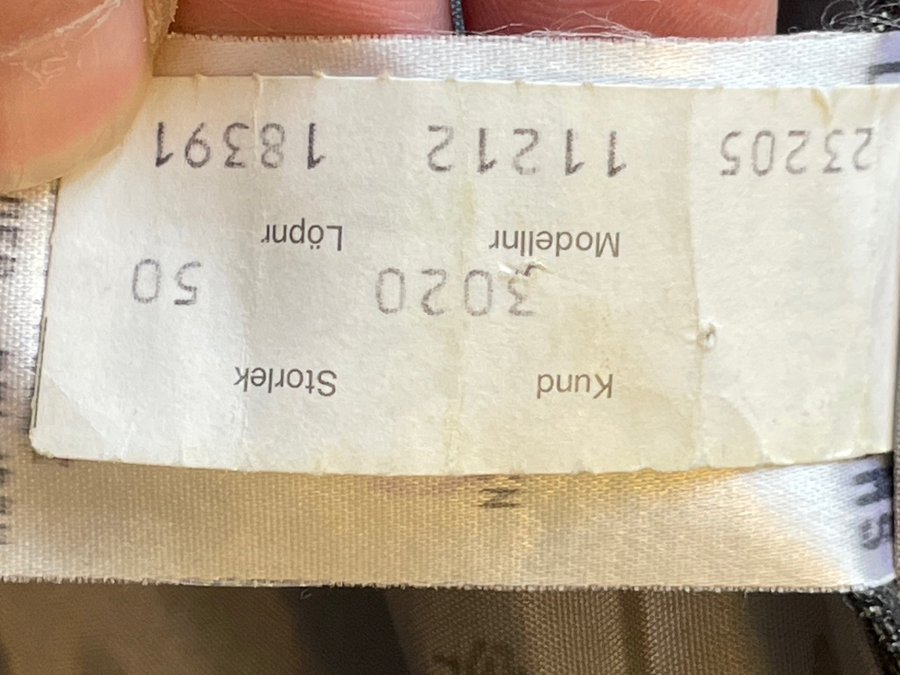 Kund Storlek
3020 50
Modellnr Löpnr
23205 11212 18391